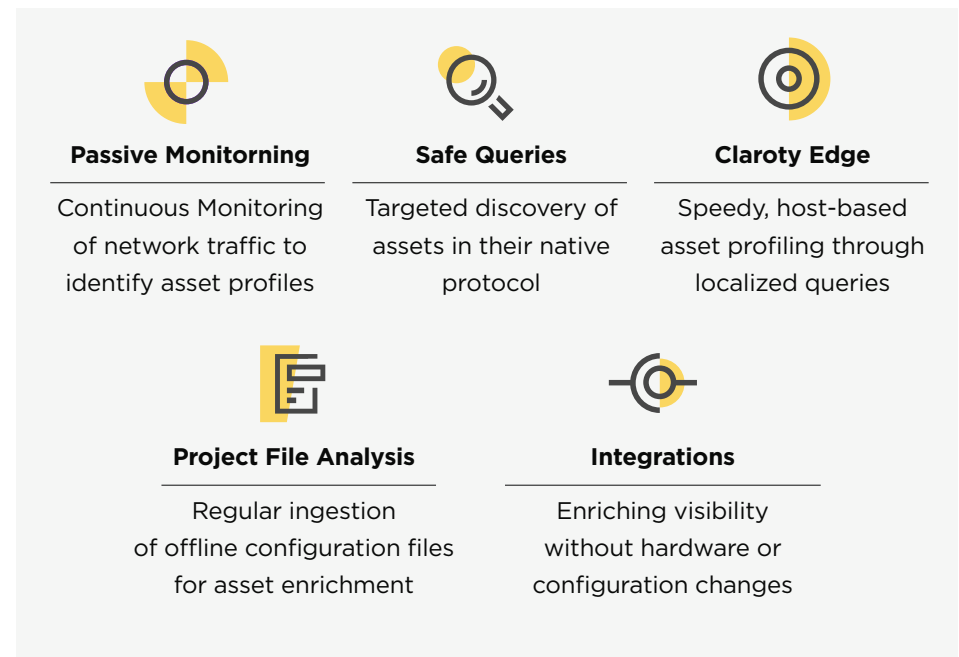 Passive Monitorning
Continuous Monitoring
of network traffic to
identify asset profiles
Safe Queries
Targeted discovery of
assets in their native
protocol
Claroty Edge
Speedy, host-based
asset profiling through
localized queries
Project File Analysis
Regular ingestion
of offline configuration files
for asset enrichment
Integrations
Enriching visibility
without hardware or
configuration changes